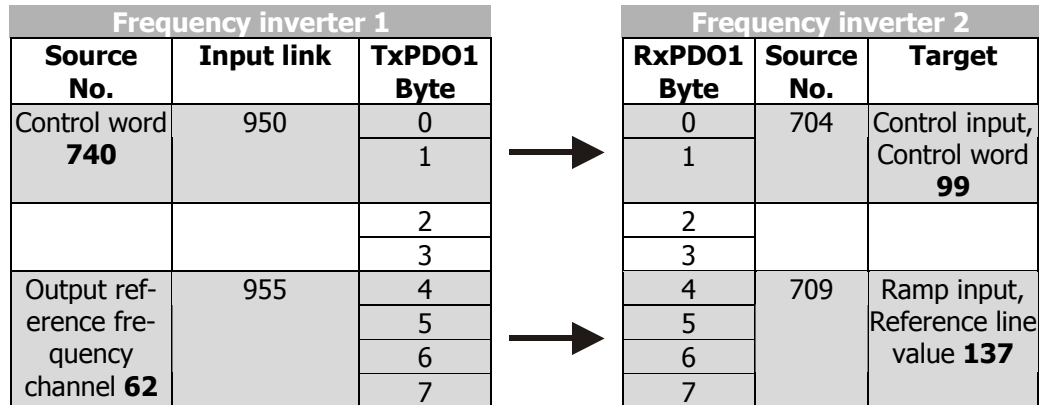 Frequency inverter 1
Source No. Input link TxPDO1 Byte
Control word 740 950 0
1
2
3
Output ref-
erence fre-
quency
channel 62 955 4
5
6
7
Frequency inverter 2
RxPDO1 Byte Source No. Target
0 704 Control input,
1 Control word
99
2
3
4 709 Ramp input,
5 Reference line
6 value 137
7